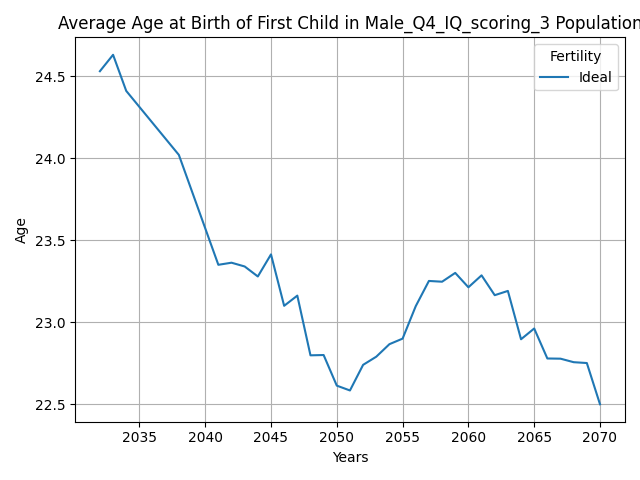 Average Age at Birth of First Child in Male_Q4_IQ_scoring_3 Population
Fertility
Ideal
24.5
24.0
23.5
23.0
22.5
Age
2035 2040 2045 2050 2055 2060 2065 2070
Years